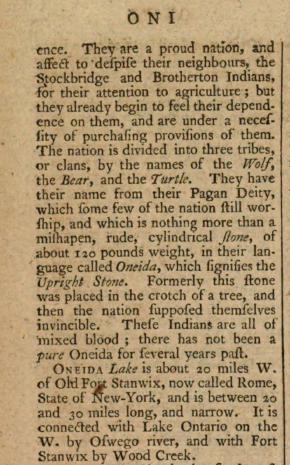 O N I
ence. They are a proud nation, and
affect to deſpiſe their neighbours, the
Stockbridge and Brotherton Indians,
for their attention to agriculture ; but
they already begin to feel their depend-
ence on them, and are under a neceſ-
ſity of purchaſing proviſions of them.
The nation is divided into three tribes,
or clans, by the names of the Wolf,
the Bear, and the Turtle. They have
their name from their Pagan Deity,
which ſome few of the nation ſtill wor-
ſhip, and which is nothing more than a
miſhapen, rude, cylindrical ſtone, of
about 120 pounds weight, in their lan-
guage called Oneida, which ſignifies the
Upright Stone. Formerly this ſtone
was placed in the crotch of a tree, and
then the nation ſuppoſed themſelves
invincible. Theſe Indians are all of
mixed blood ; there has not been a
pure Oneida for ſeveral years paſt.
ONEIDA Lake is about 20 miles W.
of Old Fort Stanwix, now called Rome,
State of New-York, and is between 20
and 30 miles long, and narrow. It is
connected with Lake Ontario on the
W. by Oſwego river, and with Fort
Stanwix by Wood Creek.